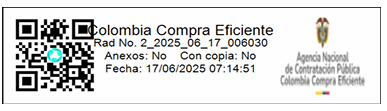 Colombia Compra Eficiente
Rad No. 2_2025_06_17_006030
Anexos: No Con copia: No
Fecha: 17/06/2025 07:14:51
Agencia Nacional
de Contratación Pública
Colombia Compra Eficiente